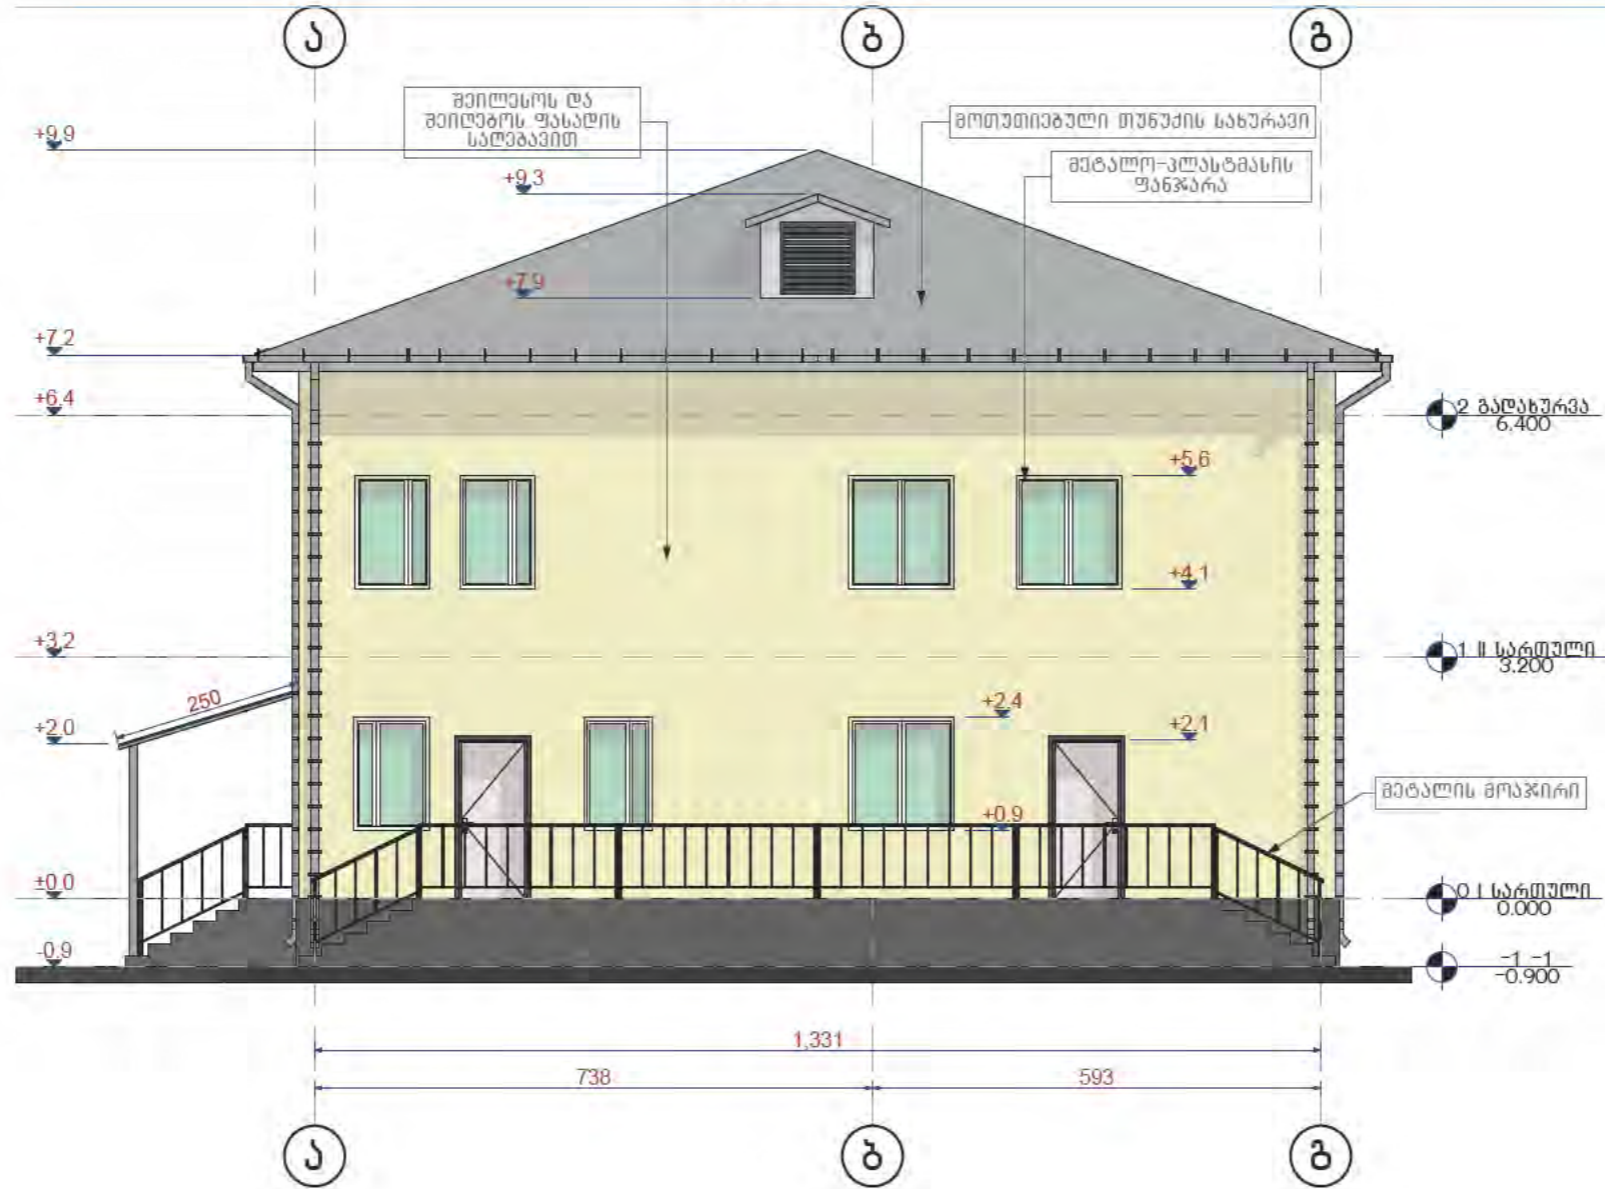 ა
ბ
გ
შეილესოს და
შეიღებოს ფასადის
საღებავით
მოთუთიებული თუნუქის სახურავი
მეტალო-პლასტმასის
ფანჯარა
+9.9
+9.3
+7.9
+7.2
+6.4
2 გადახურვა
6.400
+5.6
+4.1
+3.2
1 II სართული
3.200
250
+2.4
+2.0
+2.1
მეტალის მოაჯირი
+0.9
±0.0
0 I სართული
0.000
-0.9
-1 -1
-0.900
1,331
738
593
ა
ბ
გ